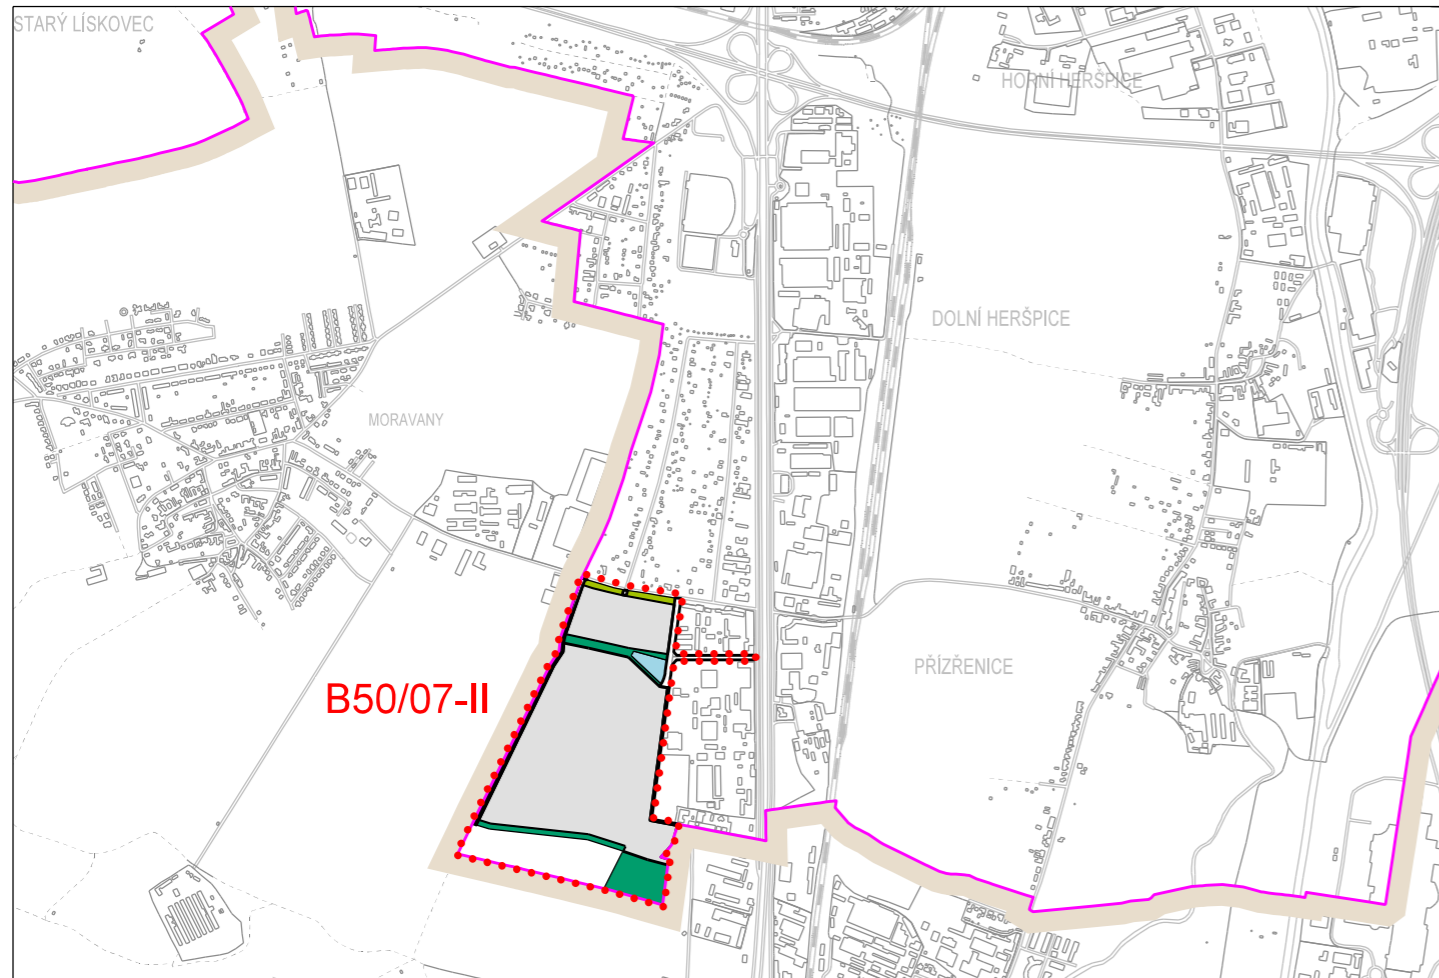 STARÝ LÍSKOVEC
HORNÍ HERŠPICE
DOLNÍ HERŠPICE
MORAVANY
PŘÍZŘENICE
B50/07-II